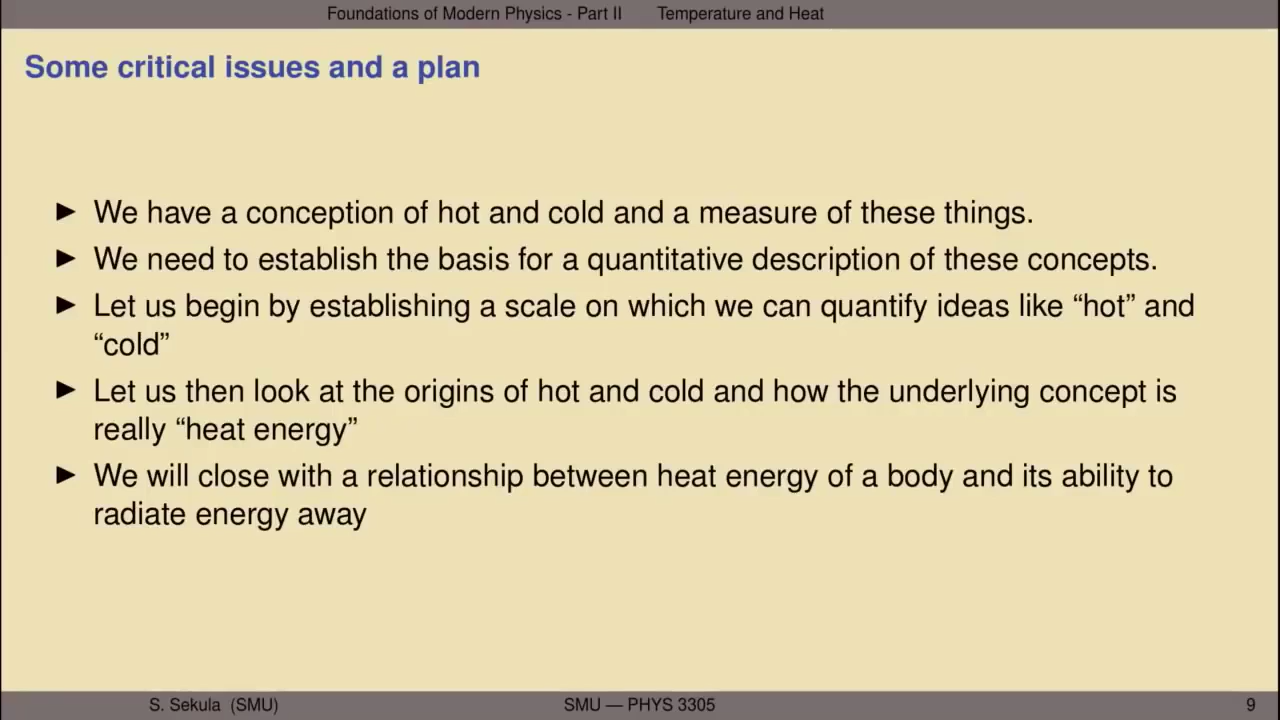 Foundations of Modern Physics - Part II Temperature and Heat
Some critical issues and a plan
▶ We have a conception of hot and cold and a measure of these things.
▶ We need to establish the basis for a quantitative description of these concepts.
▶ Let us begin by establishing a scale on which we can quantify ideas like “hot” and
“cold”
▶ Let us then look at the origins of hot and cold and how the underlying concept is
really “heat energy”
▶ We will close with a relationship between heat energy of a body and its ability to
radiate energy away
S. Sekula (SMU) SMU — PHYS 3305 9